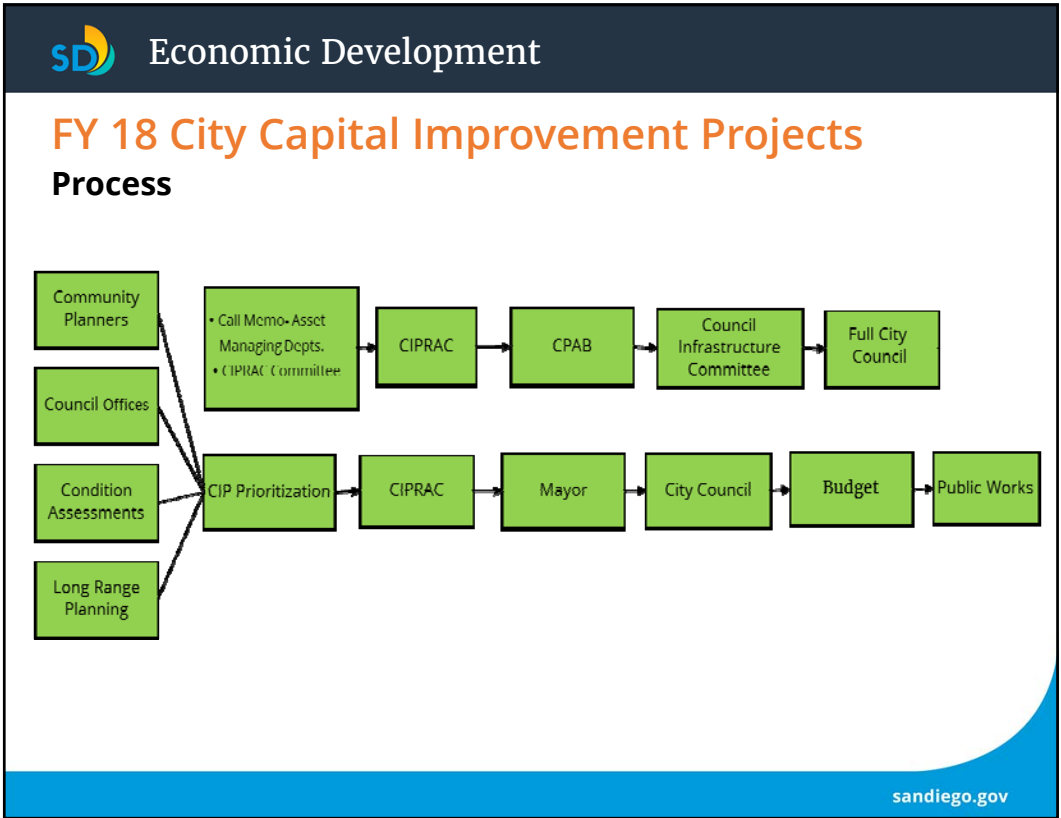 SD
Economic Development
FY 18 City Capital Improvement Projects
Process
Community
Planners
Council Offices
Condition
Assessments
Long Range
Planning
• Call Memo- Asset
Managing Depts.
• CIPRAC Committee
CIPRAC
CPAB
Council
Infrastructure
Committee
Full City
Council
CIP Prioritization
CIPRAC
Mayor
City Council
Budget
Public Works
sandiego.gov